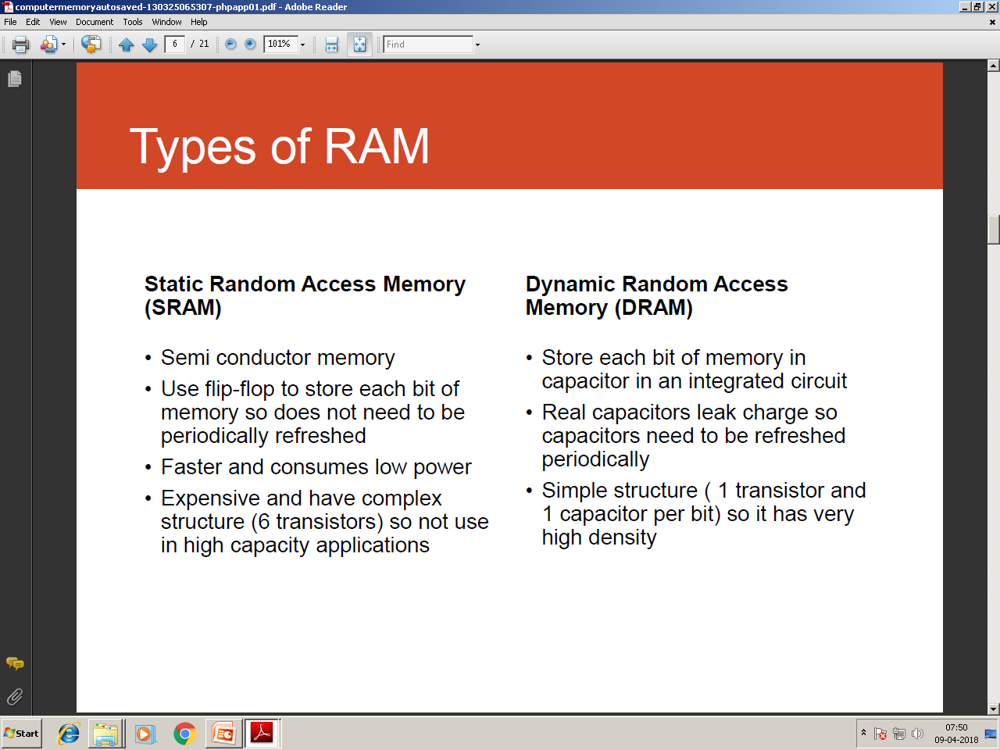 computermemoryautosaved-130325065307-phpapp01.pdf - Adobe Reader
File Edit View Document Tools Window Help
6 / 21 101% Find
Types of RAM
Static Random Access Memory
(SRAM)
• Semi conductor memory
• Use flip-flop to store each bit of
memory so does not need to be
periodically refreshed
• Faster and consumes low power
• Expensive and have complex
structure (6 transistors) so not use
in high capacity applications
Dynamic Random Access
Memory (DRAM)
• Store each bit of memory in
capacitor in an integrated circuit
• Real capacitors leak charge so
capacitors need to be refreshed
periodically
• Simple structure ( 1 transistor and
1 capacitor per bit) so it has very
high density
Start
07:50
09-04-2018